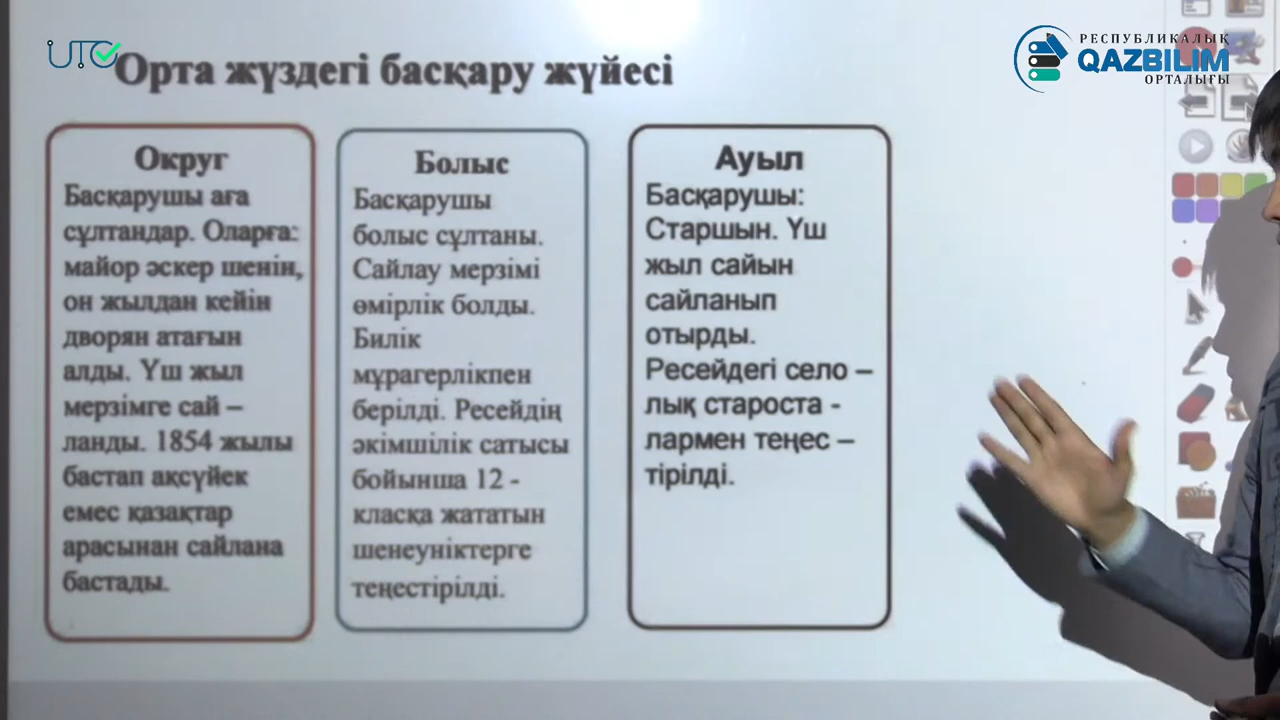 UTO
РЕСПУБЛИКАЛЫҚ
QAZBILIM
ОРТАЛЫҒЫ
Орта жүздегі басқару жүйесі
Округ
Басқарушы аға
сұлтандар. Оларға:
майор әскер шенін,
он жылдан кейін
дворян атағын
алды. Үш жыл
мерзімге сай –
ланды. 1854 жылы
бастап ақсүйек
емес қазақтар
арасынан сайлана
бастады.
Болыс
Басқарушы
болыс сұлтаны.
Сайлау мерзімі
өмірлік болды.
Билік
мұрагерлікпен
берілді. Ресейдің
әкімшілік сатысы
бойынша 12 -
класқа жататын
шенеуніктерге
теңестірілді.
Ауыл
Басқарушы:
Старшын. Үш
жыл сайын
сайланып
отырды.
Ресейдегі село –
лық староста -
лармен теңес –
тірілді.